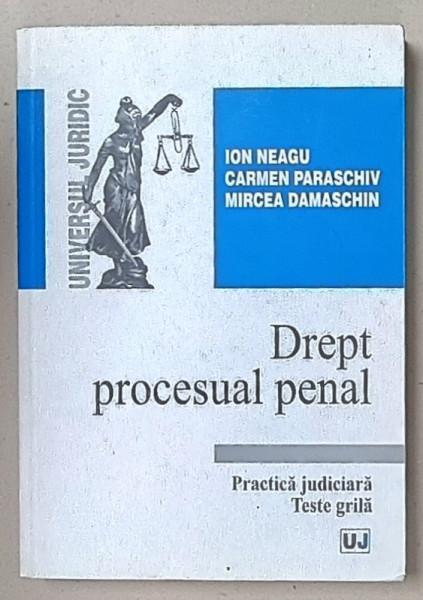 UNIVERSUL JURIDIC
ION NEAGU
CARMEN PARASCHIV
MIRCEA DAMASCHIN
Drept
procesual penal
Practică judiciară
Teste grilă
UJ